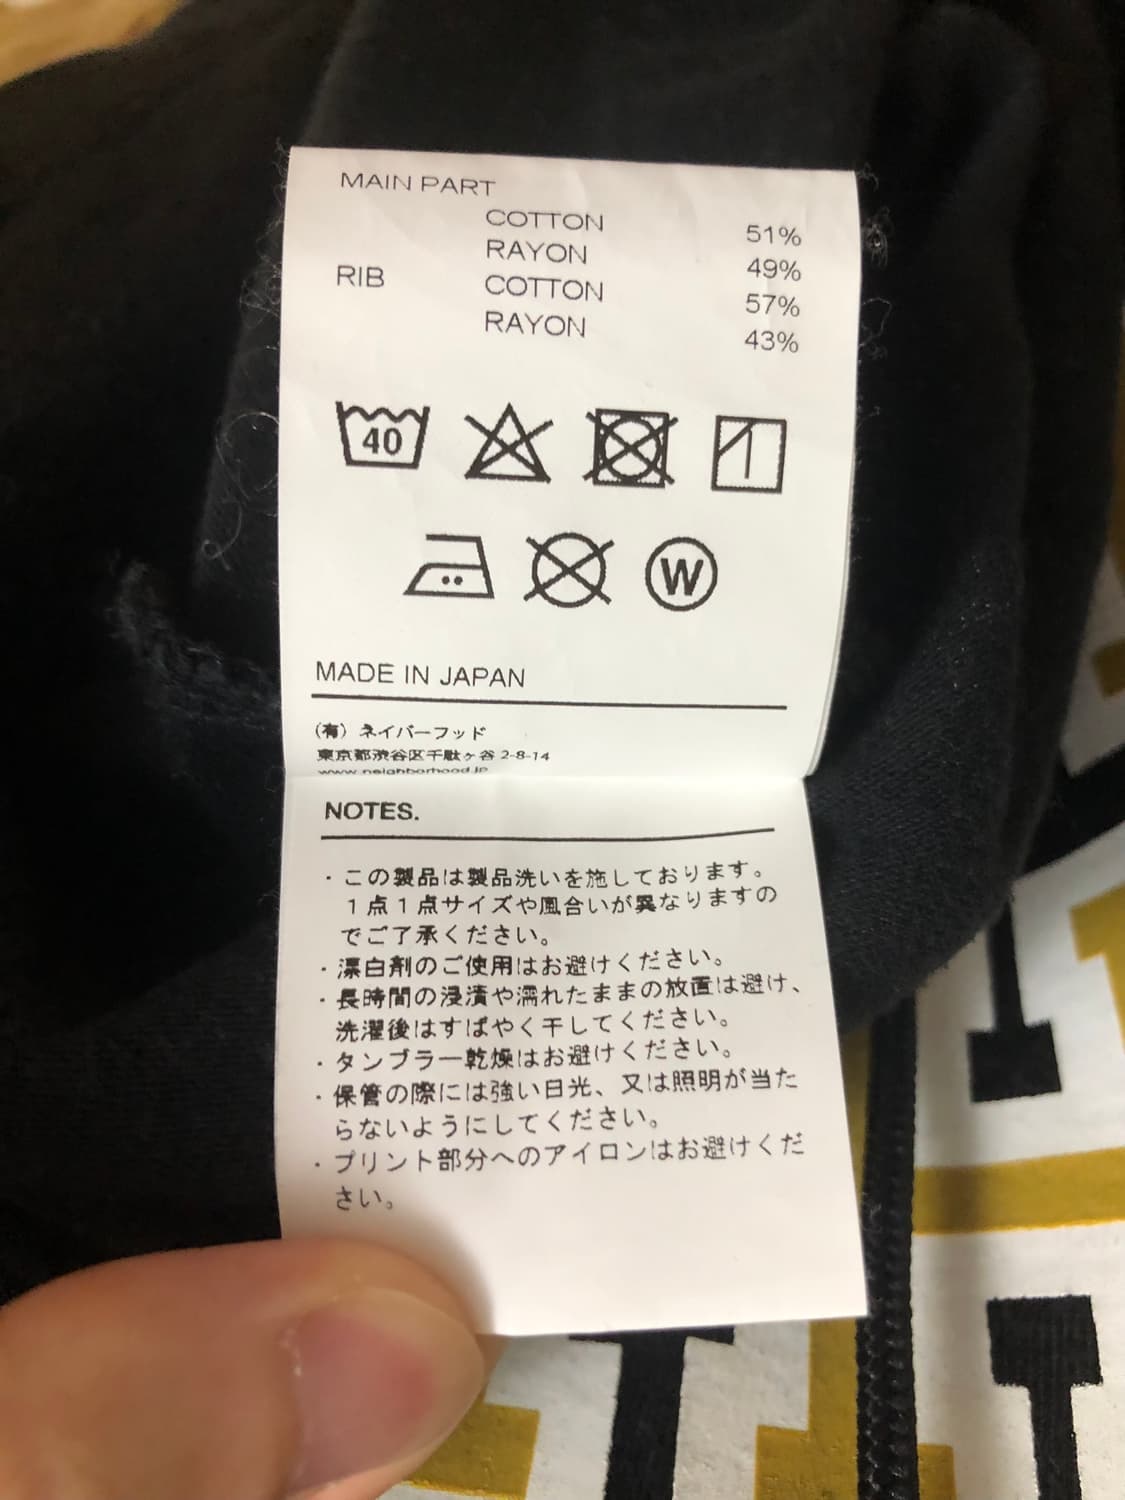 MAIN PART
COTTON 51%
RAYON 49%
RIB COTTON 57%
RAYON 43%
40
W
MADE IN JAPAN
(有) ネイバーフッド
東京都渋谷区千駄ヶ谷 2-8-14
www.neighborhood.jp
NOTES.
・この製品は製品洗いを施しております。
１点１点サイズや風合いが異なりますの
でご了承ください。
・漂白剤のご使用はお避けください。
・長時間の浸漬や濡れたままの放置は避け、
洗濯後はすばやく干してください。
・タンブラー乾燥はお避けください。
・保管の際には強い日光、又は照明が当た
らないようにしてください。
・プリント部分へのアイロンはお避けくだ
さい。